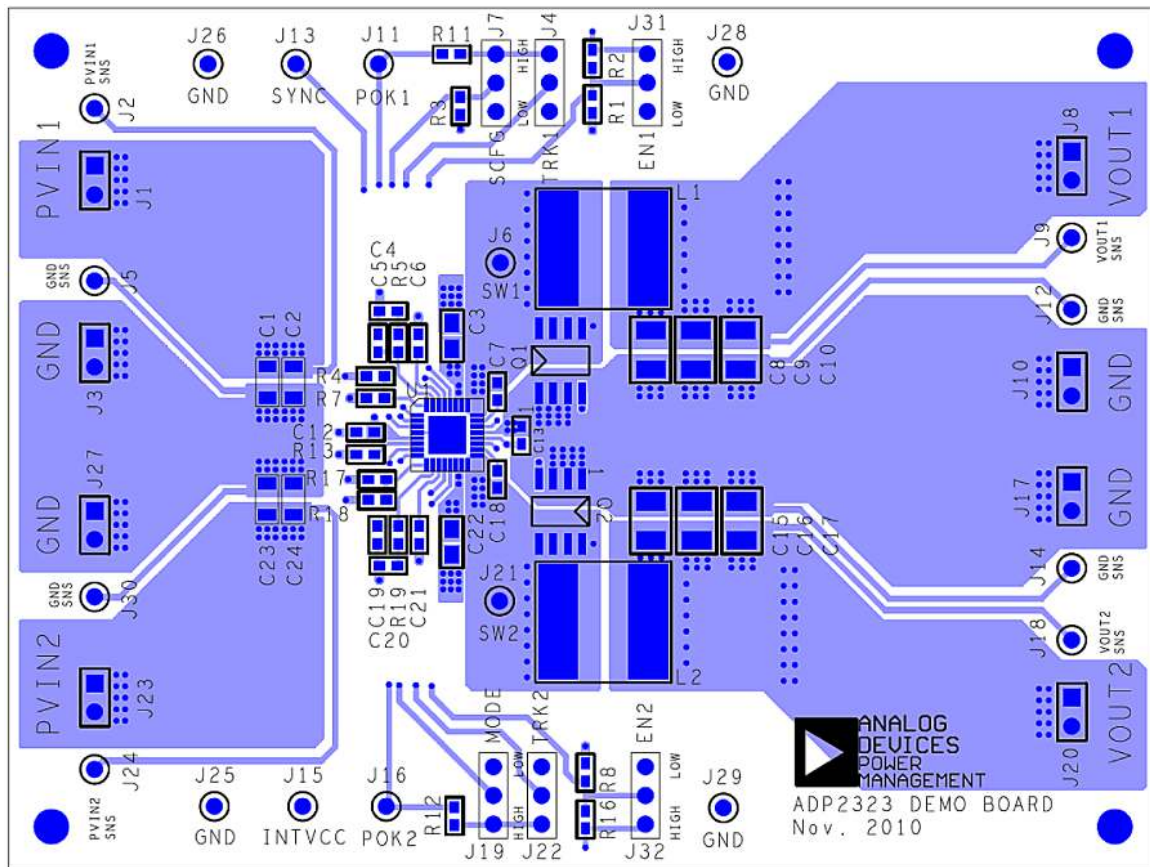 J26
GND
J13
SYNC
J11
POK1
R11
J7
J4
HIGH
LOW
SCFG
TRK1
R3
R2
R1
J31
HIGH
LOW
EN1
J28
GND
PVIN1
SNS
J2
PVIN1
J1
GND
SNS
J5
GND
J3
J27
GND
GND
SNS
J30
PVIN2
J23
J24
PVIN2
SNS
C1
C2
C23
C24
C4
C5
R5
C6
C3
R4
R7
C12
R13
R17
R18
C19
R19
C21
C20
C22
C7
C13
C18
J6
SW1
J21
SW2
Q1
1
1
Q2
L1
L2
C8
C9
C10
C15
C16
C17
J8
VOUT1
J9
VOUT1
SNS
J12
GND
SNS
J10
GND
J17
GND
J14
GND
SNS
J18
VOUT2
SNS
VOUT2
J20
J25
GND
J15
INTVCC
J16
POK2
R12
MODE
TRK2
LOW
HIGH
J19
J22
R8
R16
EN2
LOW
HIGH
J32
J29
GND
ANALOG
DEVICES
POWER
MANAGEMENT
ADP2323 DEMO BOARD
Nov. 2010